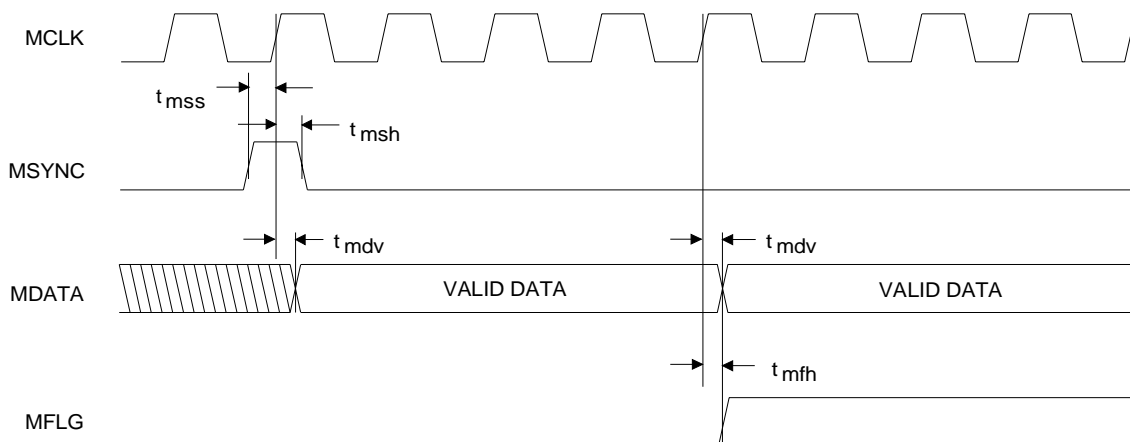 MCLK
t mss
t msh
MSYNC
t mdv
t mdv
MDATA
VALID DATA
VALID DATA
t mfh
MFLG